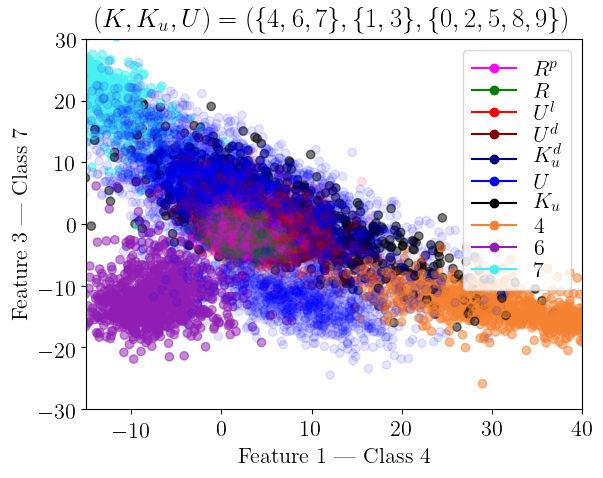 (K, K_u, U) = ({4, 6, 7}, {1, 3}, {0, 2, 5, 8, 9})
30
20
10
0
−10
−20
−30
Feature 3 — Class 7
R^p
R
U^l
U^d
K_u^d
U
K_u
4
6
7
−10
0
10
20
30
40
Feature 1 — Class 4